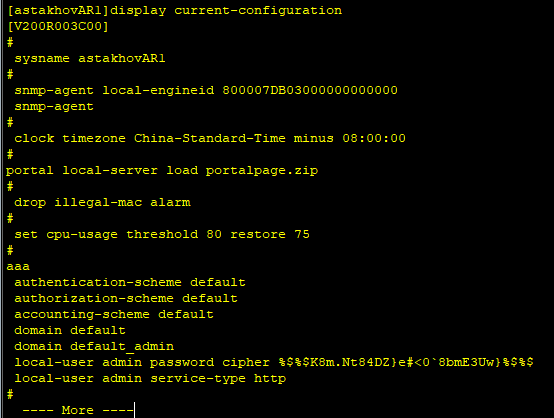 [astakhovAR1]display current-configuration
[V200R003C00]
#
 sysname astakhovAR1
#
 snmp-agent local-engineid 800007DB03000000000000
 snmp-agent
#
 clock timezone China-Standard-Time minus 08:00:00
#
portal local-server load portalpage.zip
#
 drop illegal-mac alarm
#
 set cpu-usage threshold 80 restore 75
#
aaa
 authentication-scheme default
 authorization-scheme default
 accounting-scheme default
 domain default
 domain default_admin
 local-user admin password cipher %$%$K8m.Nt84DZ}e#<0`8bmE3Uw}%$%$
 local-user admin service-type http
#
  ---- More ----